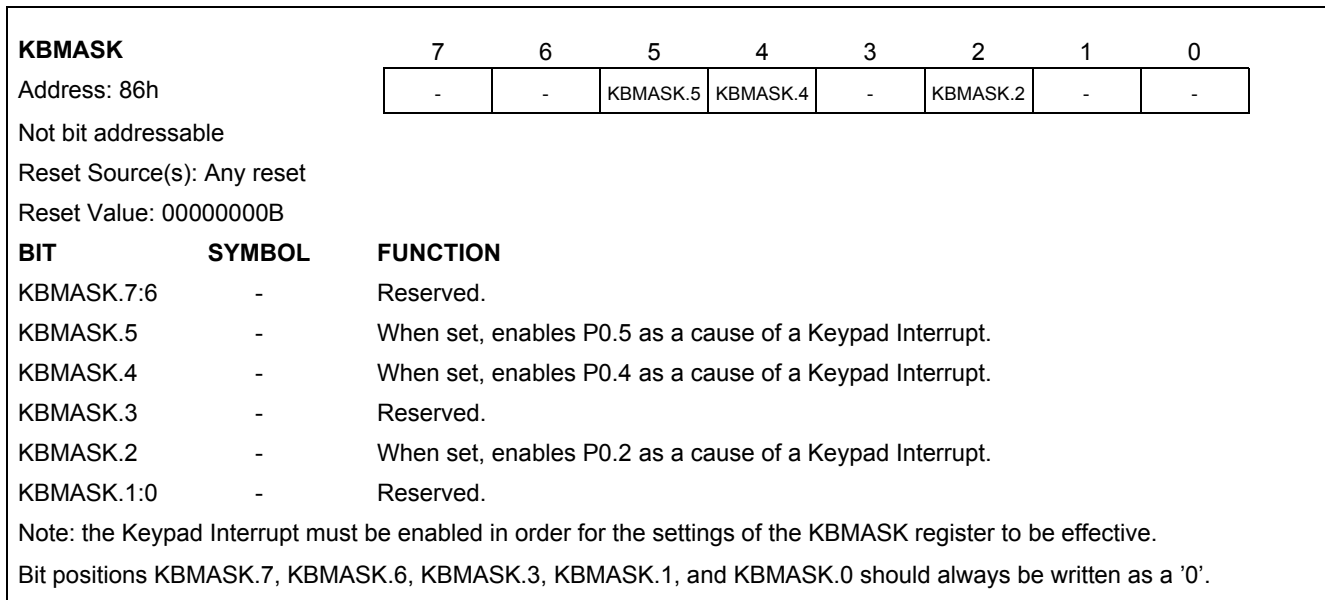 KBMASK 7 6 5 4 3 2 1 0
Address: 86h - - KBMASK.5 KBMASK.4 - KBMASK.2 - -
Not bit addressable
Reset Source(s): Any reset
Reset Value: 00000000B
BIT SYMBOL FUNCTION
KBMASK.7:6 - Reserved.
KBMASK.5 - When set, enables P0.5 as a cause of a Keypad Interrupt.
KBMASK.4 - When set, enables P0.4 as a cause of a Keypad Interrupt.
KBMASK.3 - Reserved.
KBMASK.2 - When set, enables P0.2 as a cause of a Keypad Interrupt.
KBMASK.1:0 - Reserved.
Note: the Keypad Interrupt must be enabled in order for the settings of the KBMASK register to be effective.
Bit positions KBMASK.7, KBMASK.6, KBMASK.3, KBMASK.1, and KBMASK.0 should always be written as a ’0’.